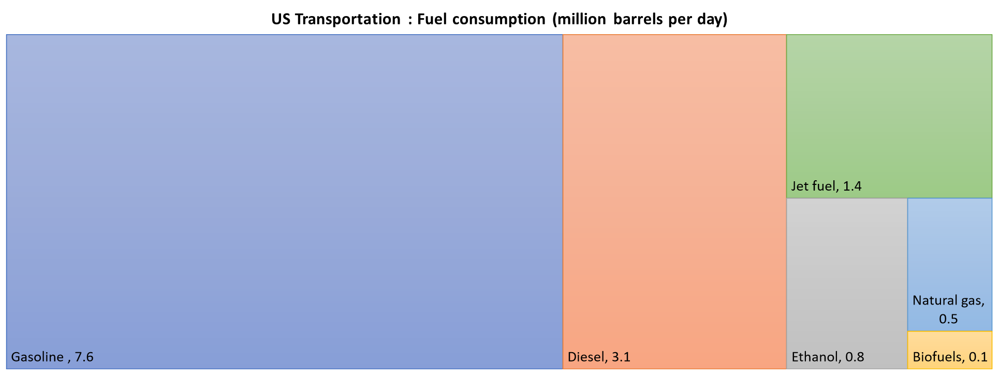 US Transportation : Fuel consumption (million barrels per day)
Gasoline , 7.6
Diesel, 3.1
Jet fuel, 1.4
Ethanol, 0.8
Natural gas,
0.5
Biofuels, 0.1